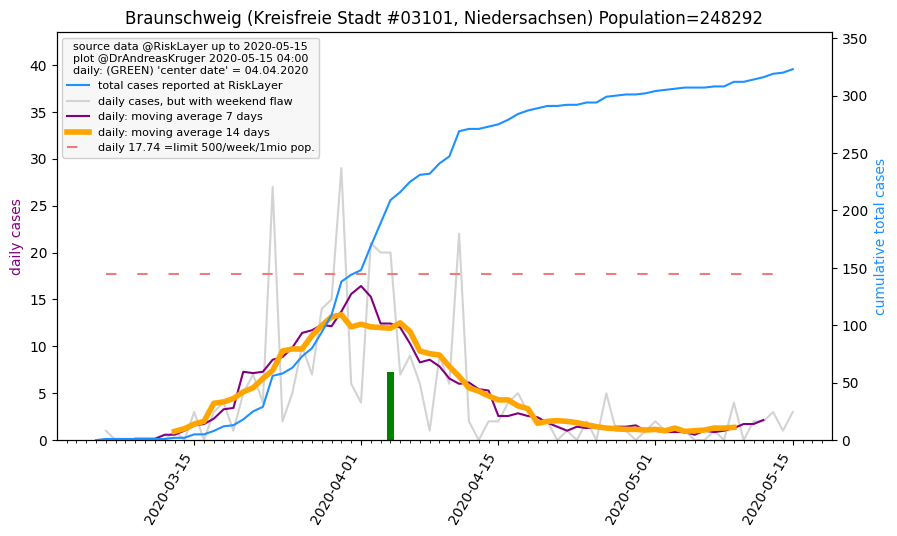 Braunschweig (Kreisfreie Stadt #03101, Niedersachsen) Population=248292
source data @RiskLayer up to 2020-05-15
plot @DrAndreasKruger 2020-05-15 04:00
daily: (GREEN) 'center date' = 04.04.2020
total cases reported at RiskLayer
daily cases, but with weekend flaw
daily: moving average 7 days
daily: moving average 14 days
daily 17.74 =limit 500/week/1mio pop.
daily cases
40
35
30
25
20
15
10
5
0
350
300
250
200
150
100
50
0
cumulative total cases
2020-03-15
2020-04-01
2020-04-15
2020-05-01
2020-05-15